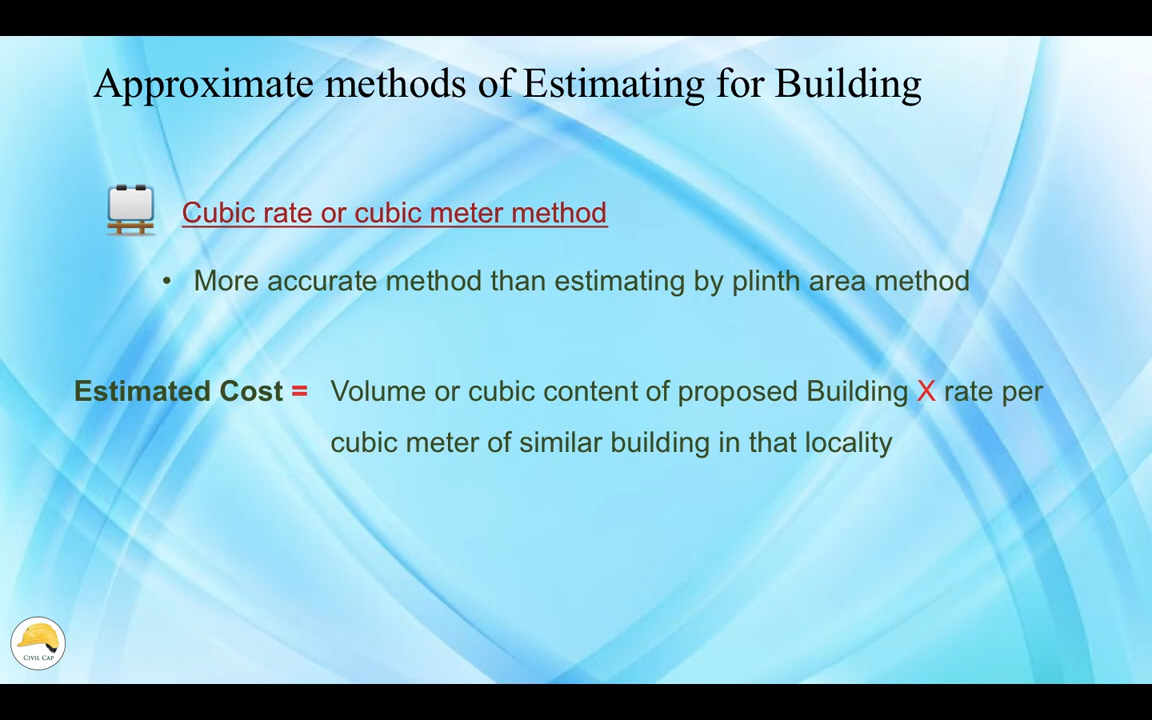 Approximate methods of Estimating for Building
Cubic rate or cubic meter method
• More accurate method than estimating by plinth area method
Estimated Cost = Volume or cubic content of proposed Building X rate per
cubic meter of similar building in that locality
CIVIL CAP